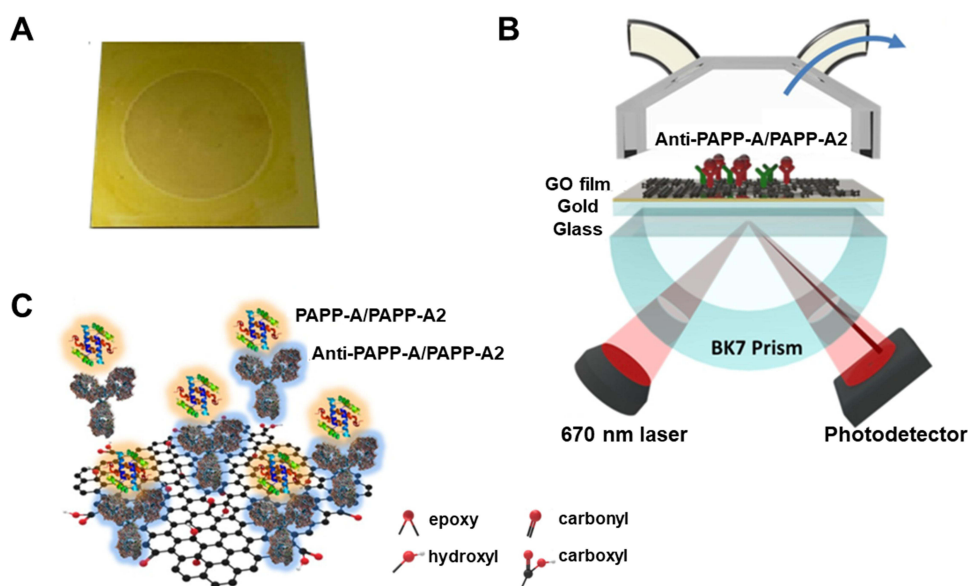 A
B
Anti-PAPP-A/PAPP-A2
GO film
Gold
Glass
BK7 Prism
670 nm laser
Photodetector
C
PAPP-A/PAPP-A2
Anti-PAPP-A/PAPP-A2
epoxy
carbonyl
hydroxyl
carboxyl